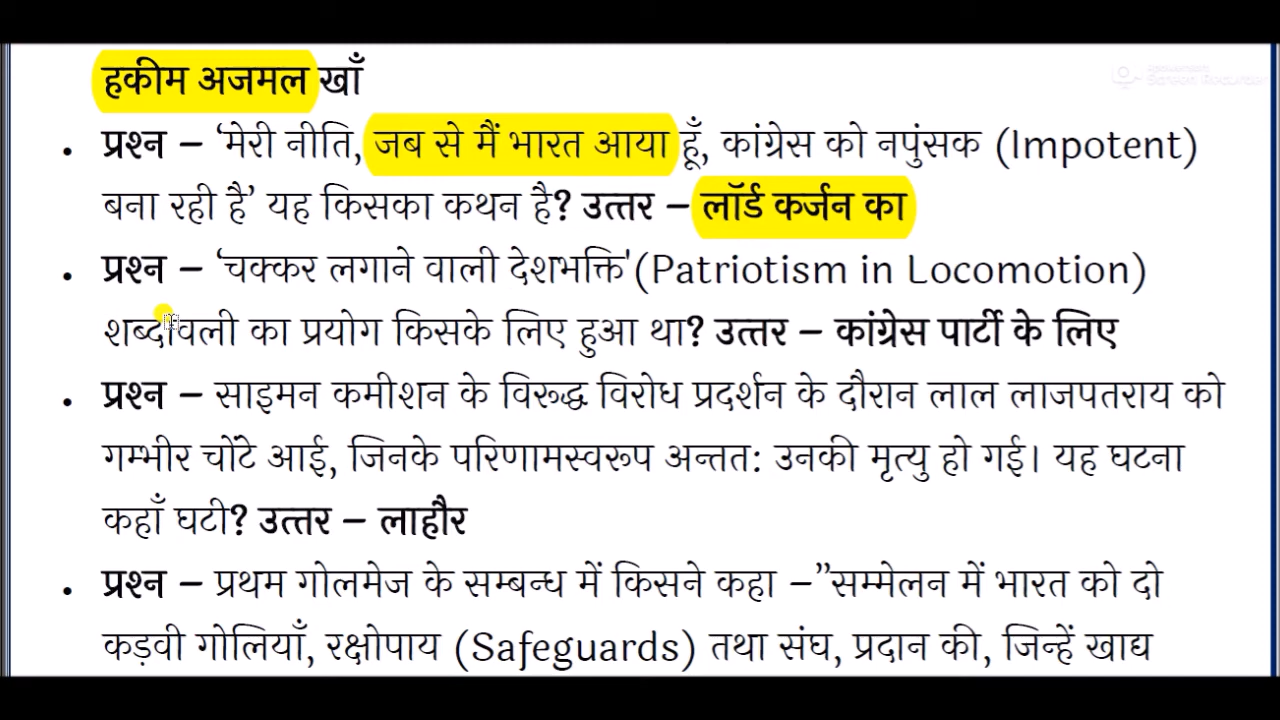 हकीम अजमल खाँ
• प्रश्न – ‘मेरी नीति, जब से मैं भारत आया हूँ, कांग्रेस को नपुंसक (Impotent)
बना रही है’ यह किसका कथन है? उत्तर – लॉर्ड कर्जन का
• प्रश्न – ‘चक्कर लगाने वाली देशभक्ति'(Patriotism in Locomotion)
शब्दावली का प्रयोग किसके लिए हुआ था? उत्तर – कांग्रेस पार्टी के लिए
• प्रश्न – साइमन कमीशन के विरूद्ध विरोध प्रदर्शन के दौरान लाल लाजपतराय को
गम्भीर चोंटे आई, जिनके परिणामस्वरूप अन्तत: उनकी मृत्यु हो गई। यह घटना
कहाँ घटी? उत्तर – लाहौर
• प्रश्न – प्रथम गोलमेज के सम्बन्ध में किसने कहा –”सम्मेलन में भारत को दो
कड़वी गोलियाँ, रक्षोपाय (Safeguards) तथा संघ, प्रदान की, जिन्हें खाद्य